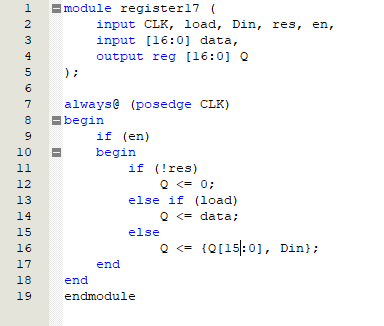 1 module register17 (
2 input CLK, load, Din, res, en,
3 input [16:0] data,
4 output reg [16:0] Q
5 );
6
7 always@ (posedge CLK)
8 begin
9 if (en)
10 begin
11 if (!res)
12 Q <= 0;
13 else if (load)
14 Q <= data;
15 else
16 Q <= {Q[15:0], Din};
17 end
18 end
19 endmodule